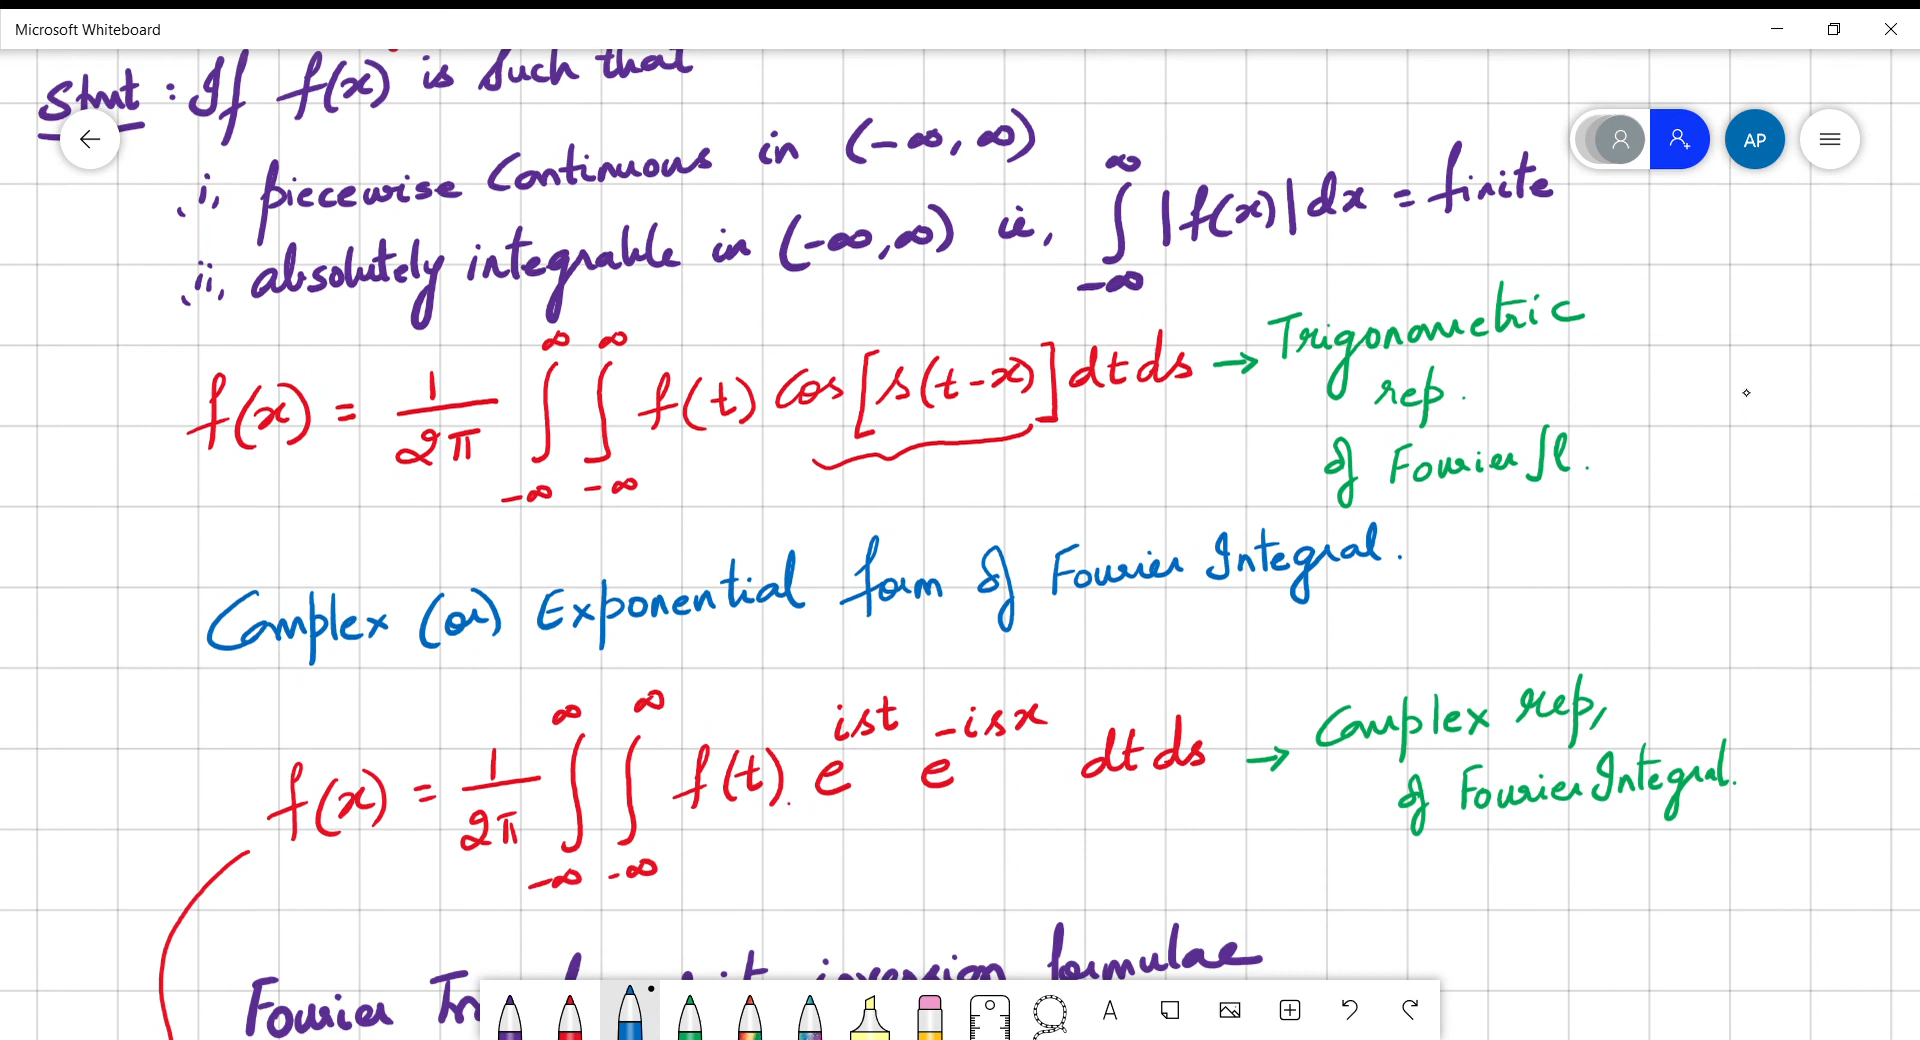 Microsoft Whiteboard
Stmt : If f(x) is such that
i, piecewise continuous in (-∞, ∞)
ii, absolutely integrable in (-∞, ∞) ie, ∫_{-∞}^{∞} |f(x)| dx = finite
f(x) = 1/2π ∫_{-∞}^{∞} ∫_{-∞}^{∞} f(t) cos[s(t-x)] dt ds → Trigonometric
rep.
of Fourier ∫l.
Complex (or) Exponential form of Fourier Integral.
f(x) = 1/2π ∫_{-∞}^{∞} ∫_{-∞}^{∞} f(t). e^{ist} e^{-isx} dt ds → Complex rep,
of Fourier Integral.
Fourier inversion formulae
AP
A